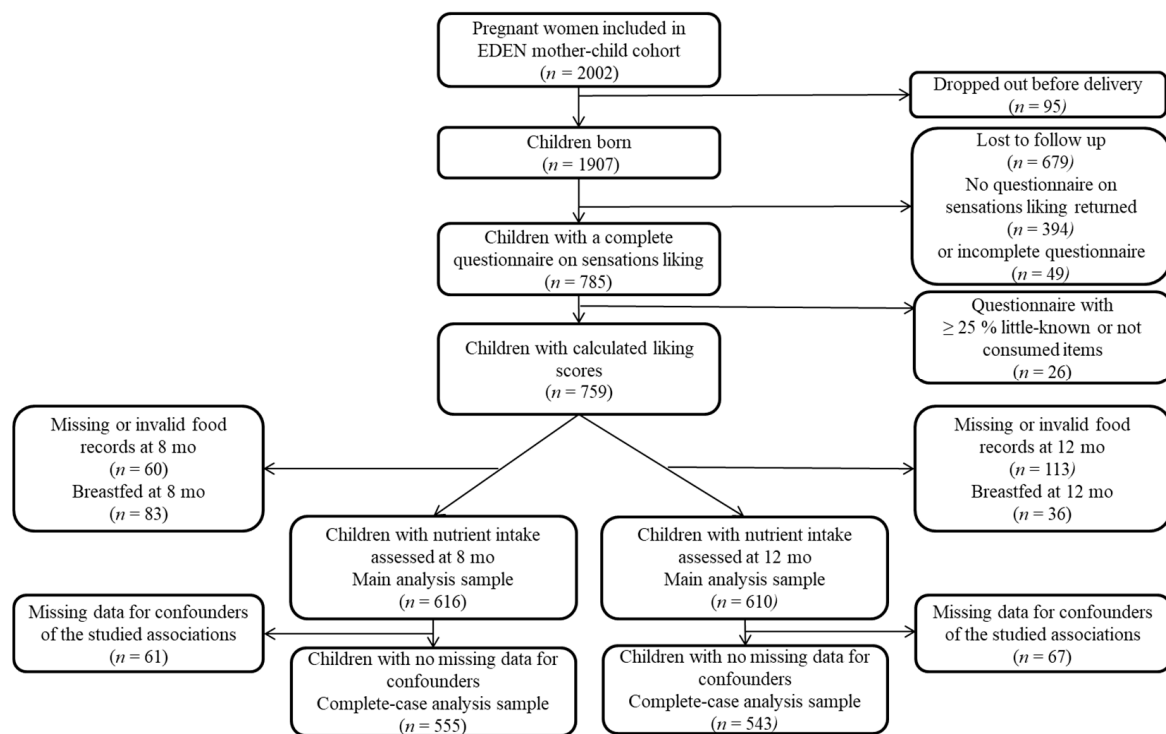 Pregnant women included in
EDEN mother-child cohort
(n = 2002)
Dropped out before delivery
(n = 95)
Children born
(n = 1907)
Lost to follow up
(n = 679)
No questionnaire on
sensations liking returned
(n = 394)
or incomplete questionnaire
(n = 49)
Children with a complete
questionnaire on sensations liking
(n = 785)
Questionnaire with
≥ 25 % little-known or not
consumed items
(n = 26)
Children with calculated liking
scores
(n = 759)
Missing or invalid food
records at 8 mo
(n = 60)
Breastfed at 8 mo
(n = 83)
Missing or invalid food
records at 12 mo
(n = 113)
Breastfed at 12 mo
(n = 36)
Children with nutrient intake
assessed at 8 mo
Main analysis sample
(n = 616)
Children with nutrient intake
assessed at 12 mo
Main analysis sample
(n = 610)
Missing data for confounders
of the studied associations
(n = 61)
Missing data for confounders
of the studied associations
(n = 67)
Children with no missing data for
confounders
Complete-case analysis sample
(n = 555)
Children with no missing data for
confounders
Complete-case analysis sample
(n = 543)